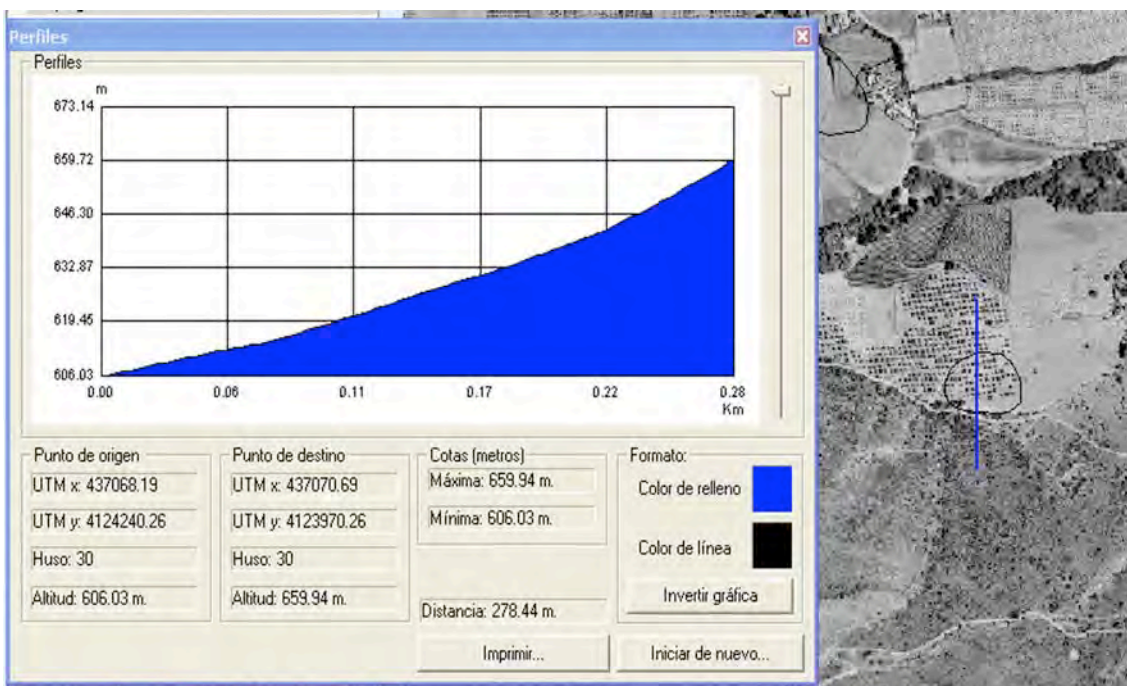 Perfiles
Perfiles
m
673.14
659.72
646.30
632.87
619.45
606.03
0.00 0.06 0.11 0.17 0.22 0.28
Km
Punto de origen
UTM x: 437068.19
UTM y: 4124240.26
Huso: 30
Altitud: 606.03 m.
Punto de destino
UTM x: 437070.69
UTM y: 4123970.26
Huso: 30
Altitud: 659.94 m.
Cotas (metros)
Máxima: 659.94 m.
Mínima: 606.03 m.
Distancia: 278.44 m.
Formato:
Color de relleno
Color de línea
Invertir gráfica
Imprimir...
Iniciar de nuevo...